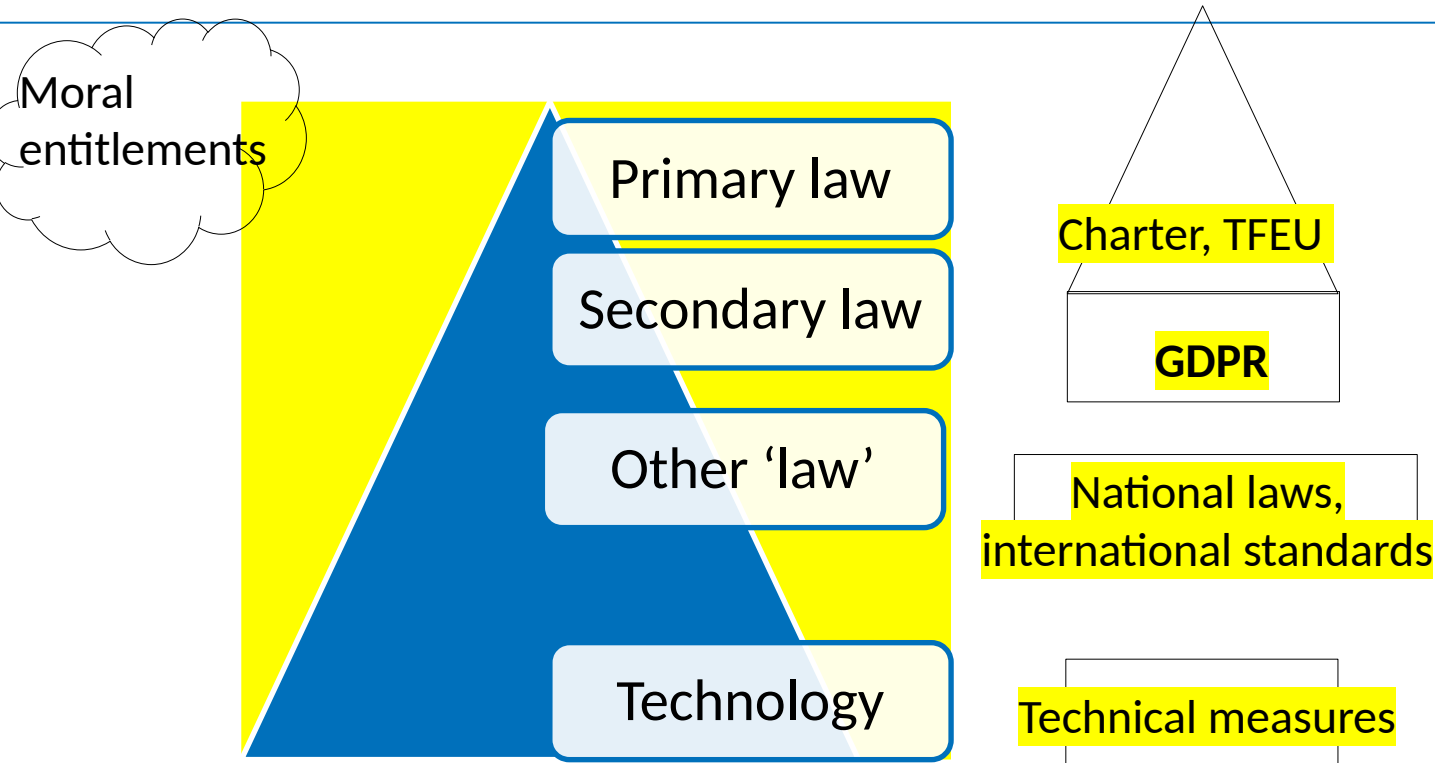 Moral
entitlements
Primary law
Secondary law
Other ‘law’
Technology
Charter, TFEU
GDPR
National laws,
international standards
Technical measures